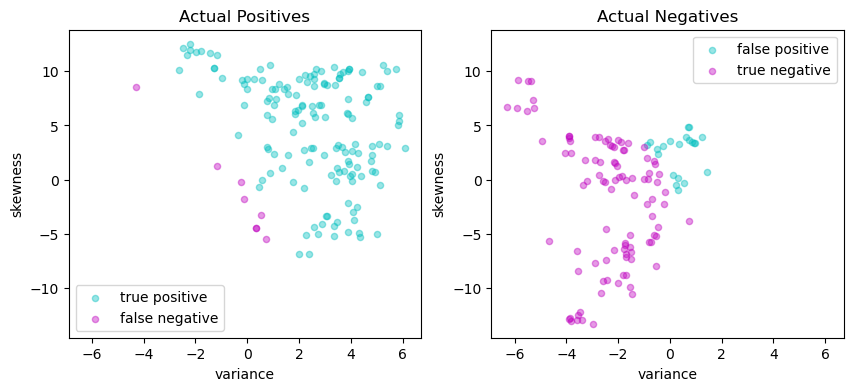 Actual Positives
Actual Negatives
skewness
10
5
0
−5
−10
true positive
false negative
−6
−4
−2
0
2
4
6
variance
skewness
10
5
0
−5
−10
false positive
true negative
−6
−4
−2
0
2
4
6
variance